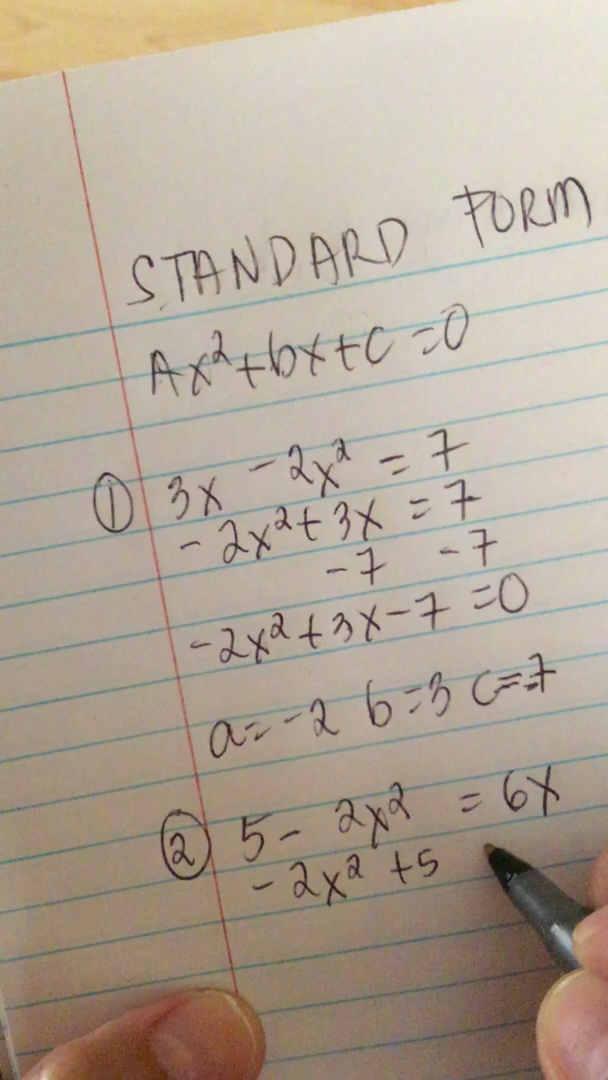 STANDARD FORM
Ax²+bx+c=0
① 3x - 2x² = 7
- 2x²+ 3x = 7
-7 -7
-2x²+3x-7 =0
a=-2 b=3 c=-7
② 5- 2x² = 6x
- 2x² +5